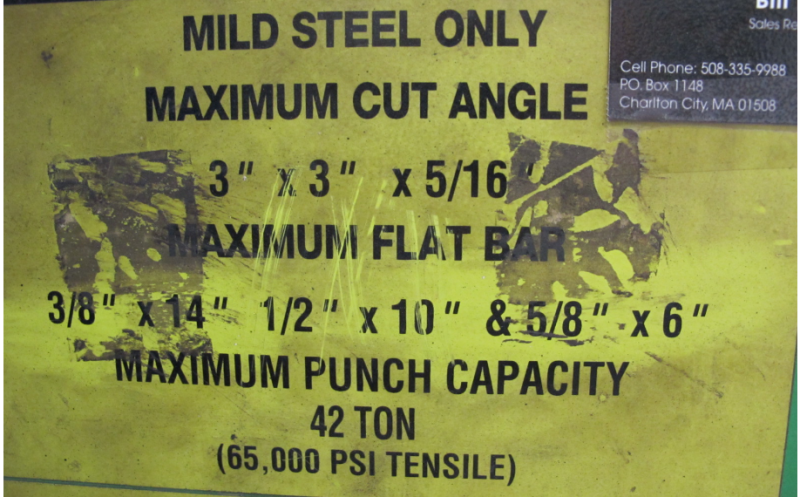 MILD STEEL ONLY
MAXIMUM CUT ANGLE
3" x 3" x 5/16"
MAXIMUM FLAT BAR
3/8" x 14" 1/2" x 10" & 5/8" x 6"
MAXIMUM PUNCH CAPACITY
42 TON
(65,000 PSI TENSILE)
Sales
Cell Phone: 508-335-9988
P.O. Box 1148
Charlton City, MA 01508